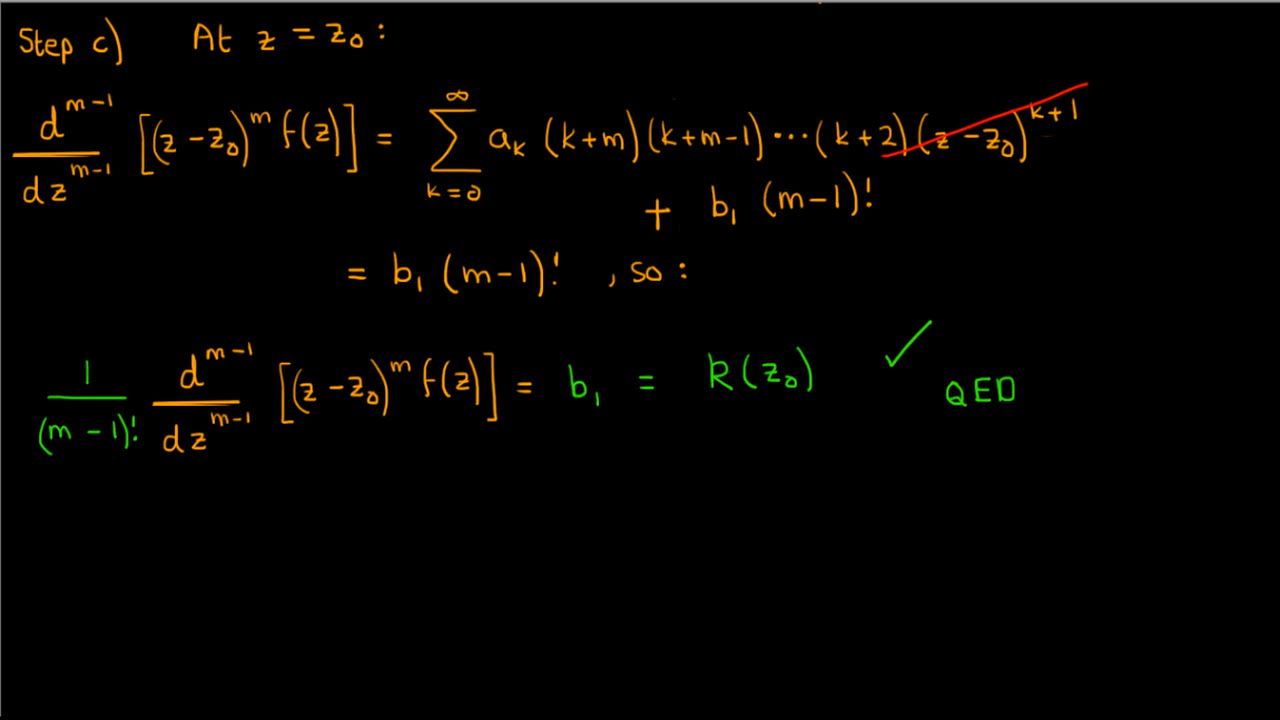 Step c) At z = z₀ :
d^{m-1}/dz^{m-1} [(z-z₀)^m f(z)] = ∑_{k=0}^{∞} a_k (k+m)(k+m-1)⋯(k+2)(z-z₀)^{k+1}
+ b₁ (m-1)!
= b₁ (m-1)! , so :
1/(m-1)! d^{m-1}/dz^{m-1} [(z-z₀)^m f(z)] = b₁ = R(z₀) ✓
QED